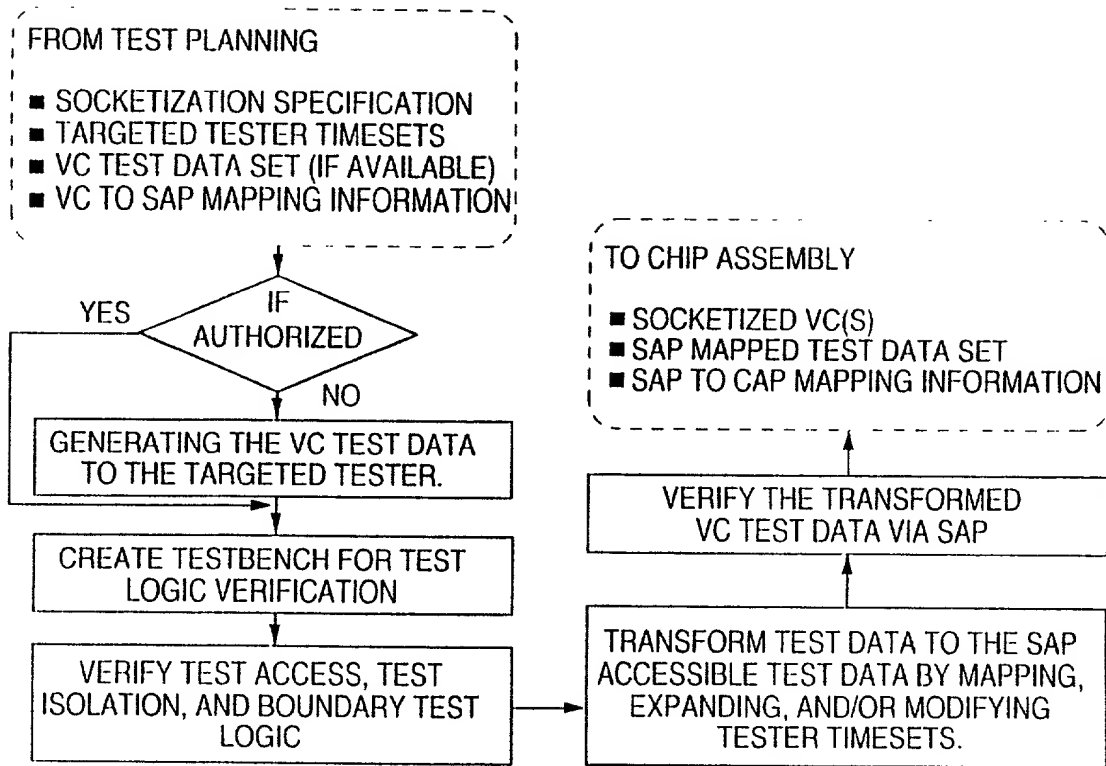 FROM TEST PLANNING
■ SOCKETIZATION SPECIFICATION
■ TARGETED TESTER TIMESETS
■ VC TEST DATA SET (IF AVAILABLE)
■ VC TO SAP MAPPING INFORMATION
YES
IF
AUTHORIZED
NO
GENERATING THE VC TEST DATA
TO THE TARGETED TESTER.
CREATE TESTBENCH FOR TEST
LOGIC VERIFICATION
VERIFY TEST ACCESS, TEST
ISOLATION, AND BOUNDARY TEST
LOGIC
TRANSFORM TEST DATA TO THE SAP
ACCESSIBLE TEST DATA BY MAPPING,
EXPANDING, AND/OR MODIFYING
TESTER TIMESETS.
VERIFY THE TRANSFORMED
VC TEST DATA VIA SAP
TO CHIP ASSEMBLY
■ SOCKETIZED VC(S)
■ SAP MAPPED TEST DATA SET
■ SAP TO CAP MAPPING INFORMATION